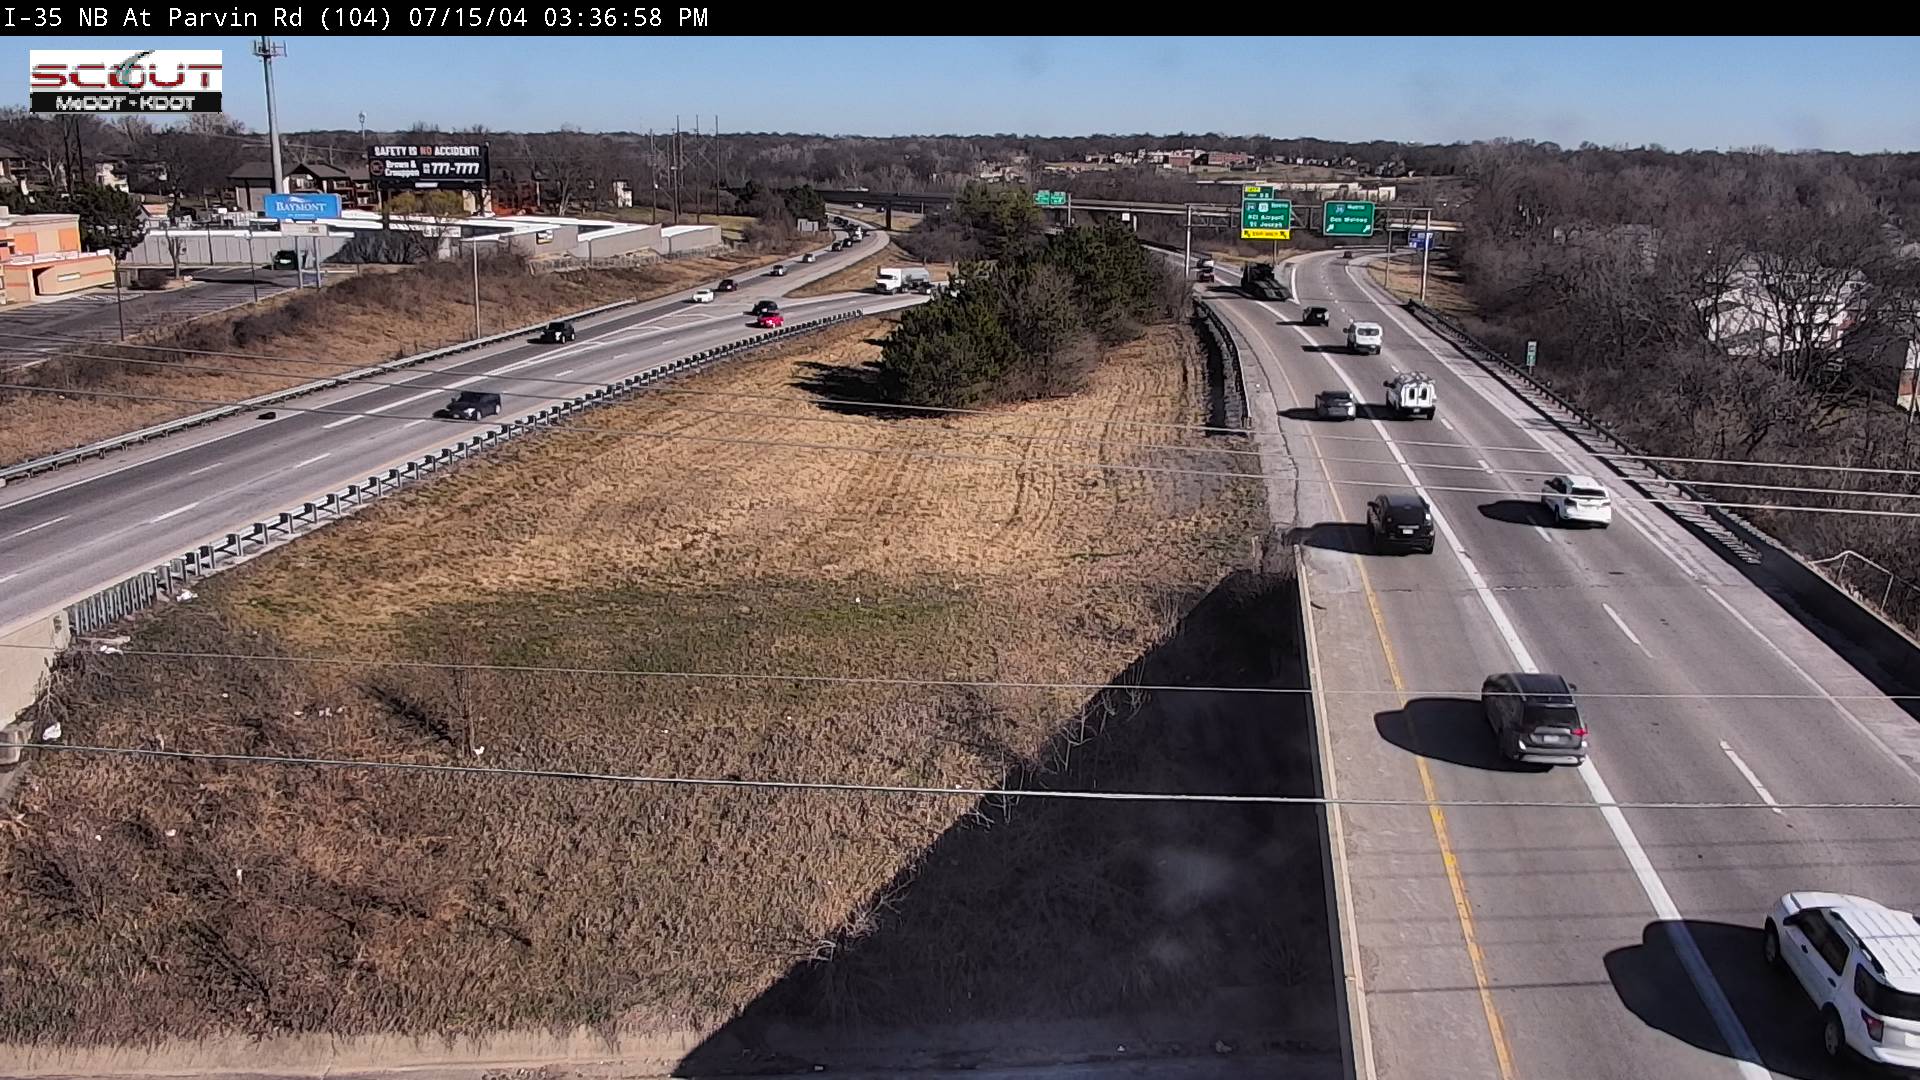 I-35 NB At Parvin Rd (104) 07/15/04 03:36:58 PM
SCOUT
MoDOT - KDOT
SAFETY IS NO ACCIDENT!
Brown & Crouppen
777-7777
BAYMONT
KCI Airport
St Joseph
Des Moines